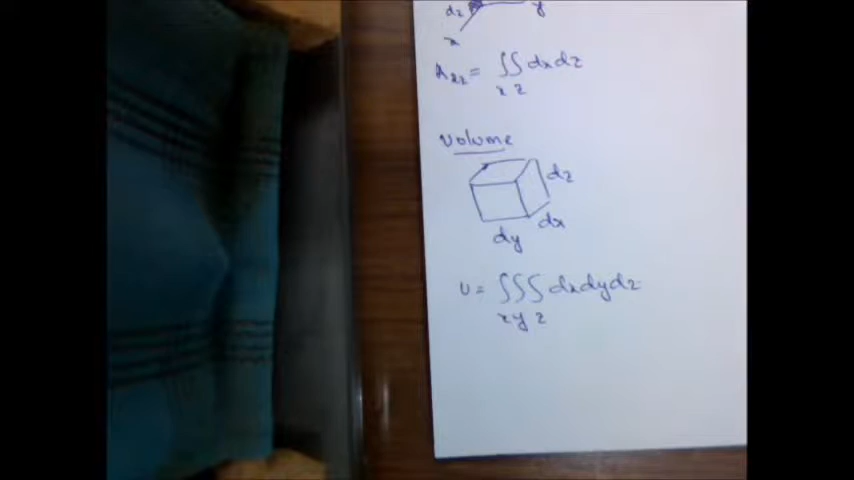 dz y
x
Axz = ∫∫ dxdz
x z
Volume
dz
dx
dy
V = ∫∫∫ dxdydz
x y z